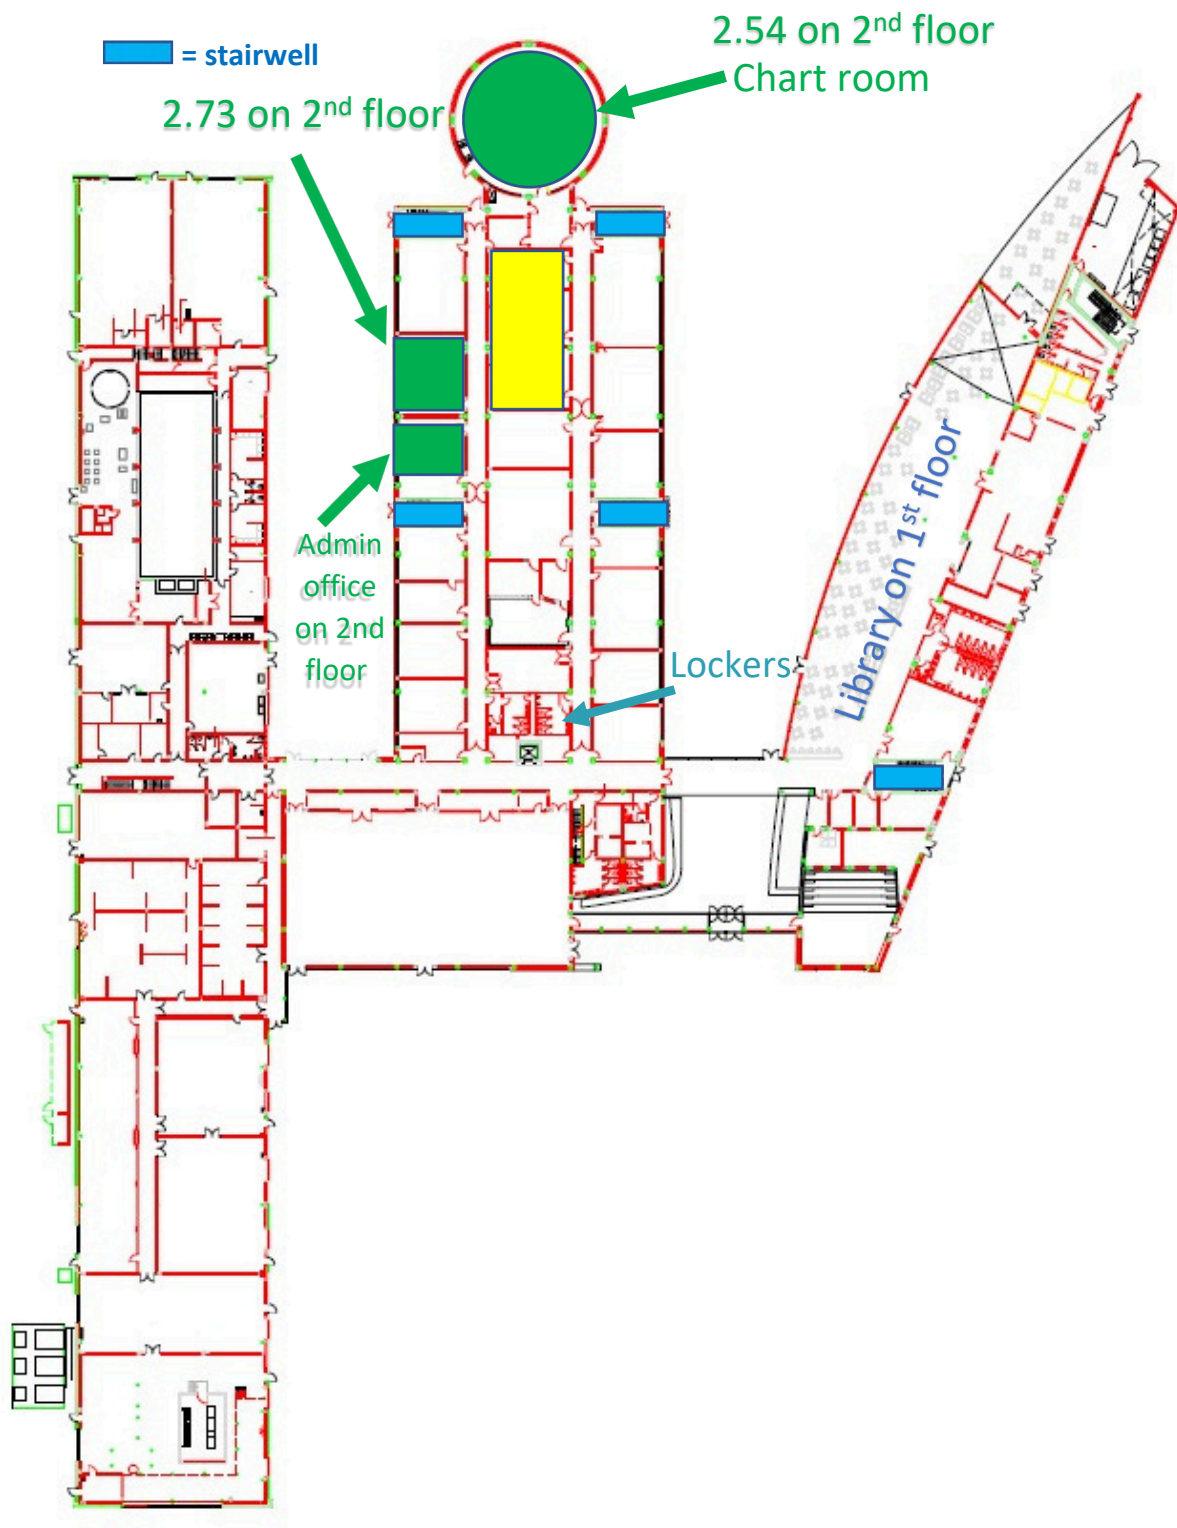 = stairwell
2.54 on 2nd floor
Chart room
2.73 on 2nd floor
Admin
office
on 2nd
floor
Lockers
Library on 1st floor